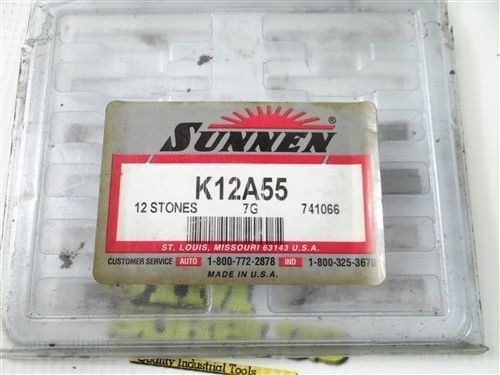 SUNNEN®
K12A55
12 STONES 7G 741066
ST. LOUIS, MISSOURI 63143 U.S.A.
CUSTOMER SERVICE AUTO 1-800-772-2878 IND 1-800-325-3670
MADE IN U.S.A.
Quality Industrial Tools